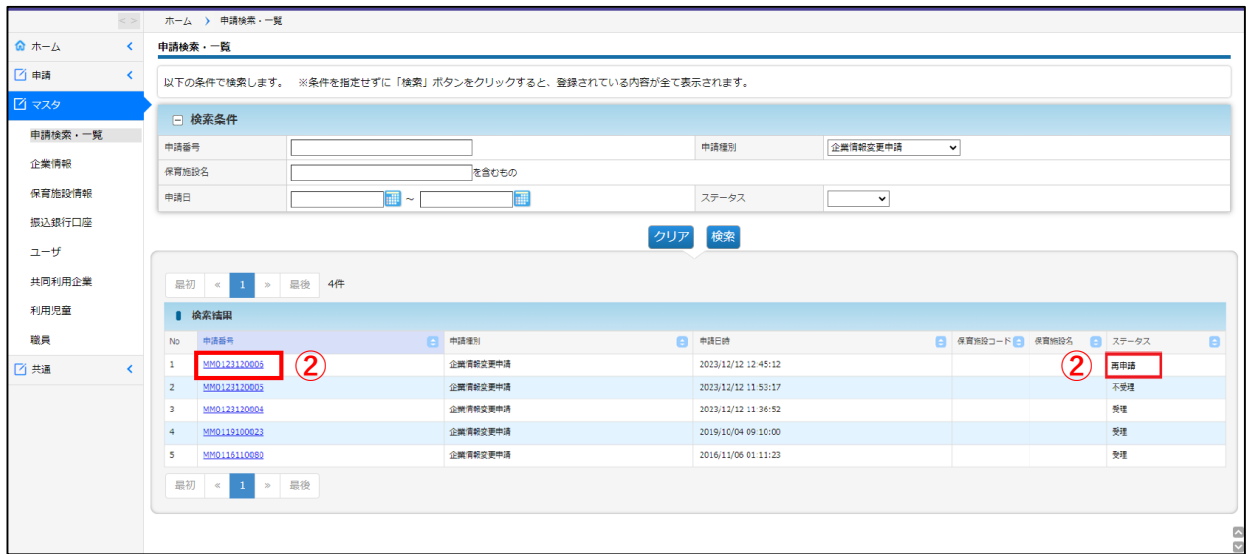 < >
ホーム 〉 申請検索・一覧
ホーム
申請
マスタ
申請検索・一覧
企業情報
保育施設情報
振込銀行口座
ユーザ
共同利用企業
利用児童
職員
共通
申請検索・一覧
以下の条件で検索します。 ※条件を指定せずに「検索」ボタンをクリックすると、登録されている内容が全て表示されます。
検索条件
申請番号 申請種別 企業情報変更申請
保育施設名 を含むもの
申請日 ~ ステータス
クリア 検索
最初 « 1 » 最後 4件
検索結果
No 申請番号 申請種別 申請日時 保育施設コード 保育施設名 ステータス
1 MM0123120006 ② 企業情報変更申請 2023/12/12 12:45:12 ② 再申請
2 MM0123120005 企業情報変更申請 2023/12/12 11:53:17 不受理
3 MM0123120004 企業情報変更申請 2023/12/12 11:36:52 受理
4 MM0119100023 企業情報変更申請 2019/10/04 09:10:00 受理
5 MM0116110080 企業情報変更申請 2016/11/06 01:11:23 受理
最初 « 1 » 最後